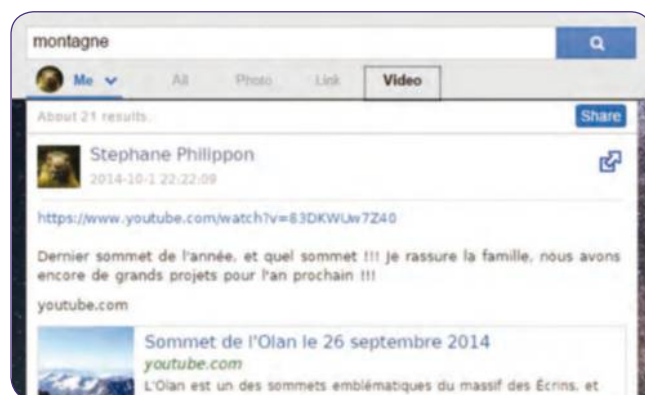 montagne
Me All Photo Link Video
About 21 results.
Share
Stephane Philippon
2014-10-1 22:22:09
https://www.youtube.com/watch?v=83DKWUw7Z40
Dernier sommet de l'année, et quel sommet !!! Je rassure la famille, nous avons
encore de grands projets pour l'an prochain !!!
youtube.com
Sommet de l'Olan le 26 septembre 2014
youtube.com
L'Olan est un des sommets emblématiques du massif des Écrins, et